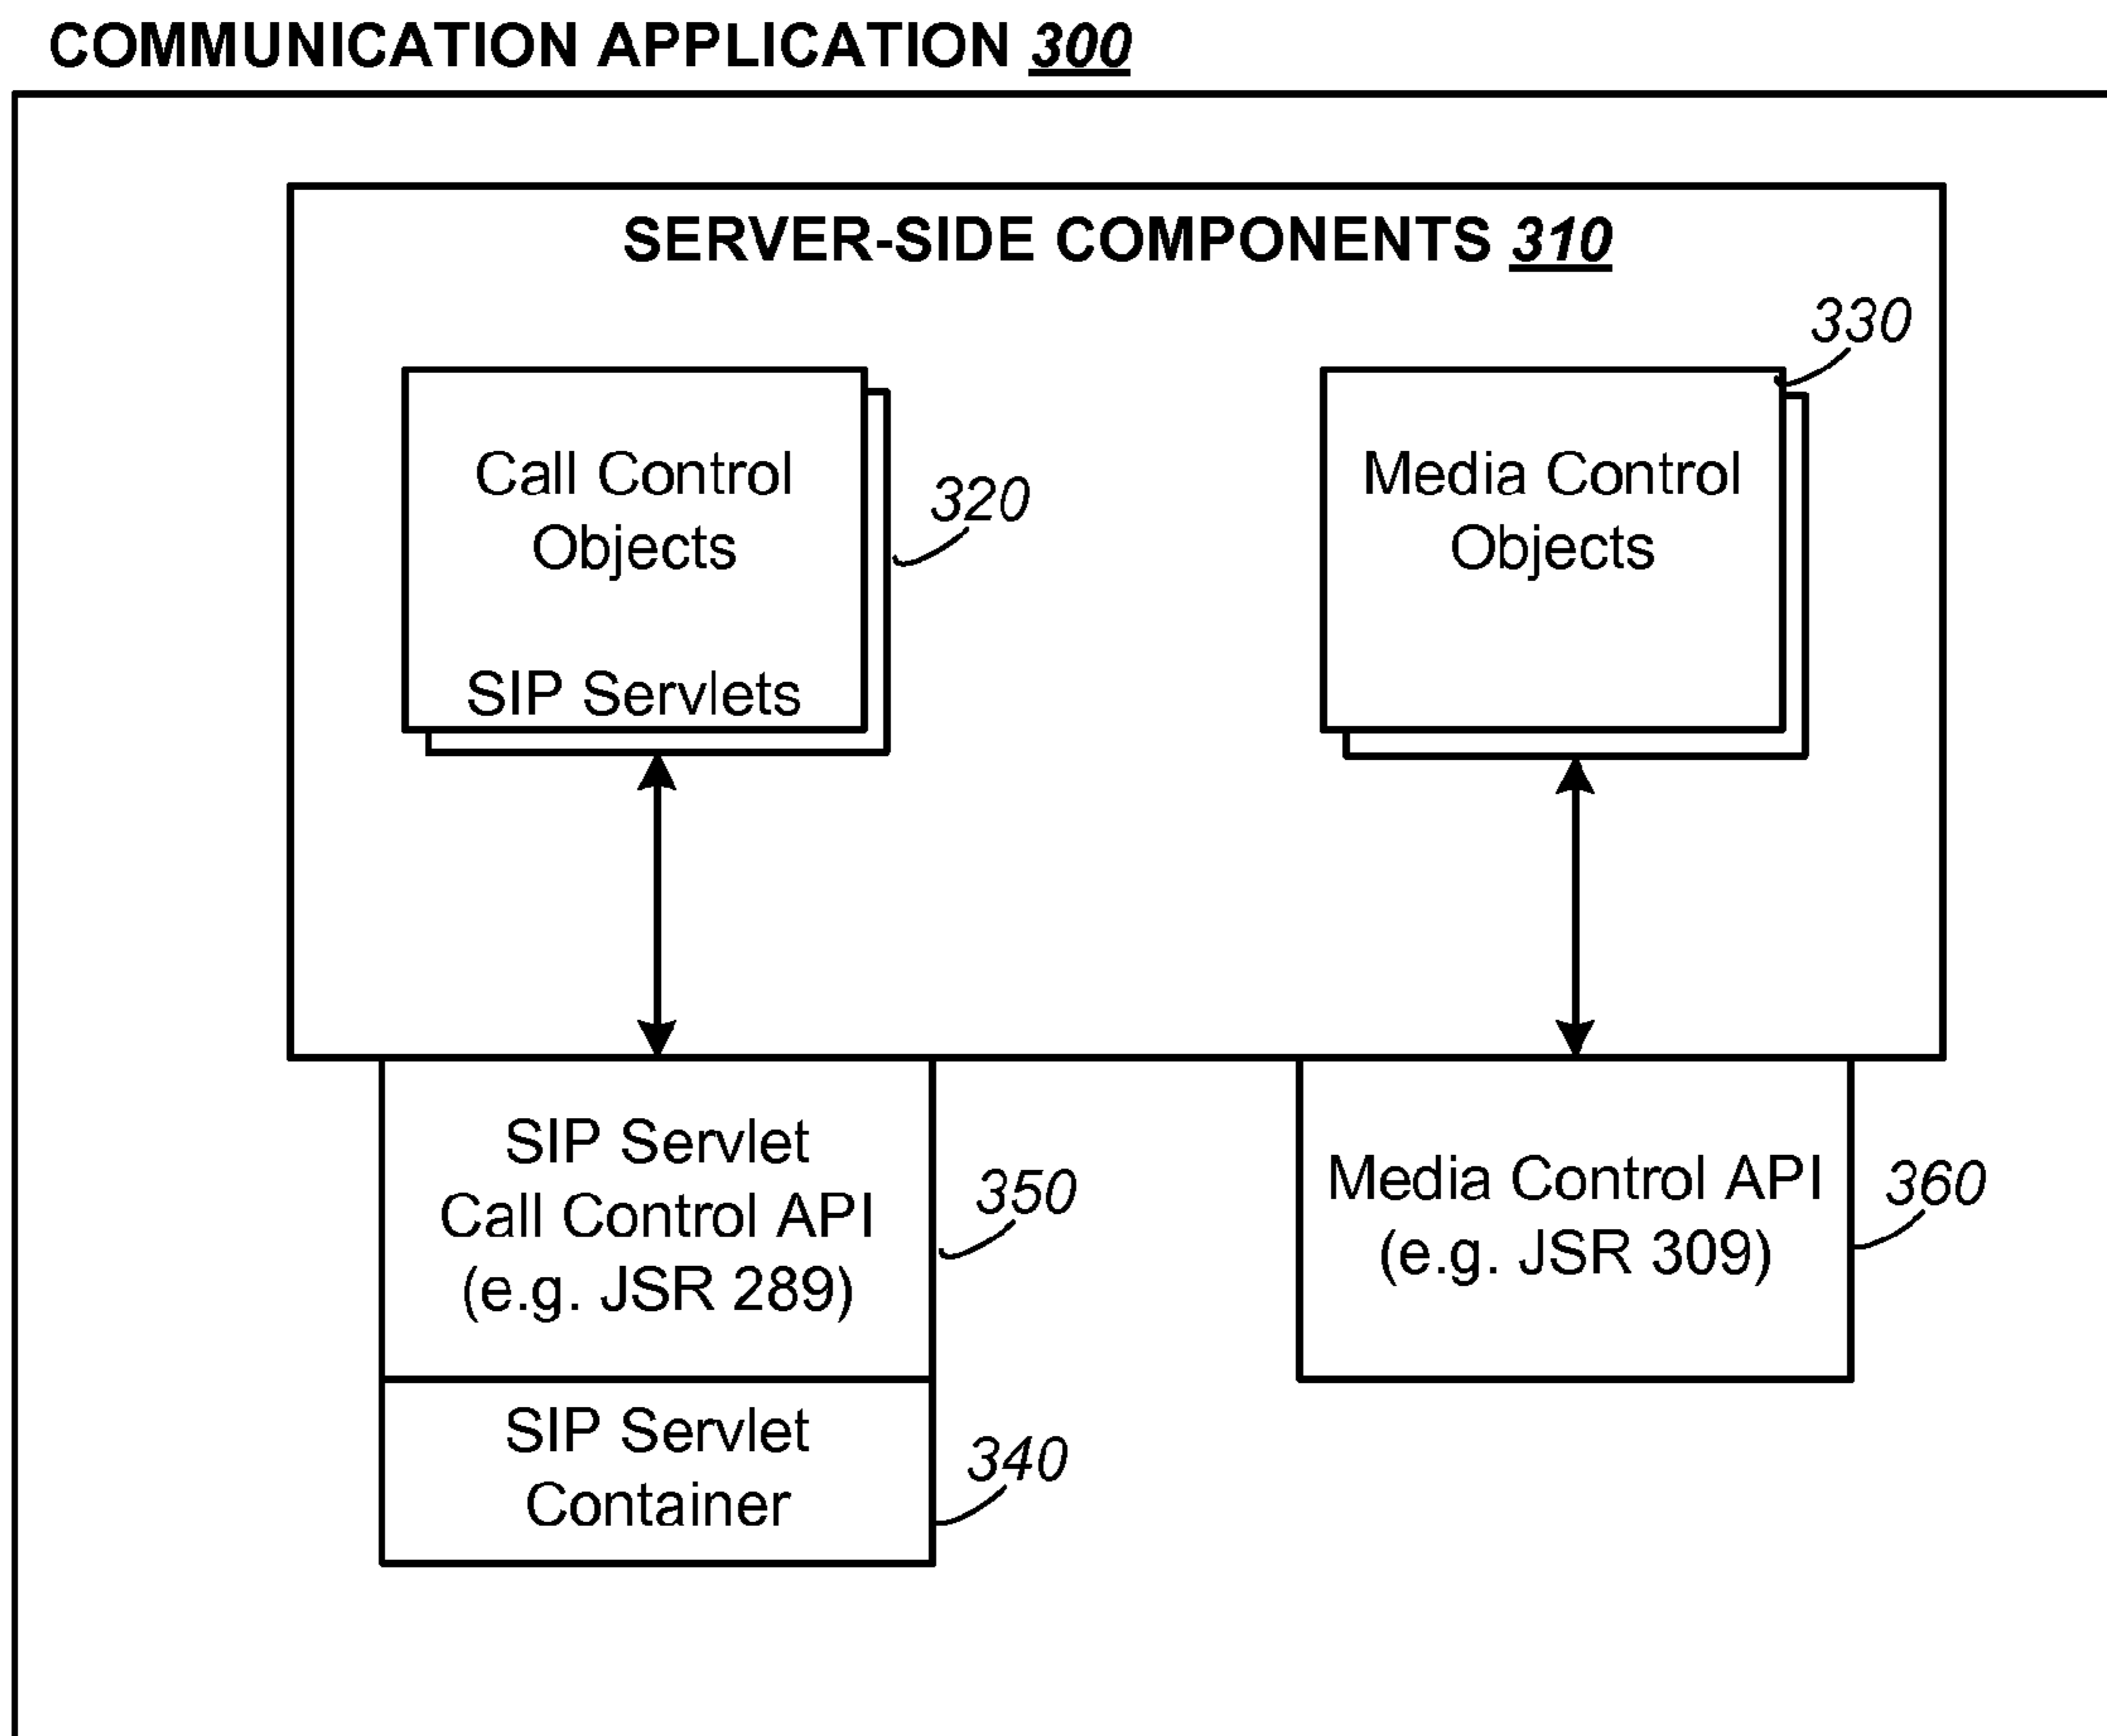 COMMUNICATION APPLICATION 300
SERVER-SIDE COMPONENTS 310
330
Call Control
Objects
SIP Servlets
320
Media Control
Objects
SIP Servlet
Call Control API
(e.g. JSR 289)
350
Media Control API
(e.g. JSR 309)
360
SIP Servlet
Container
340